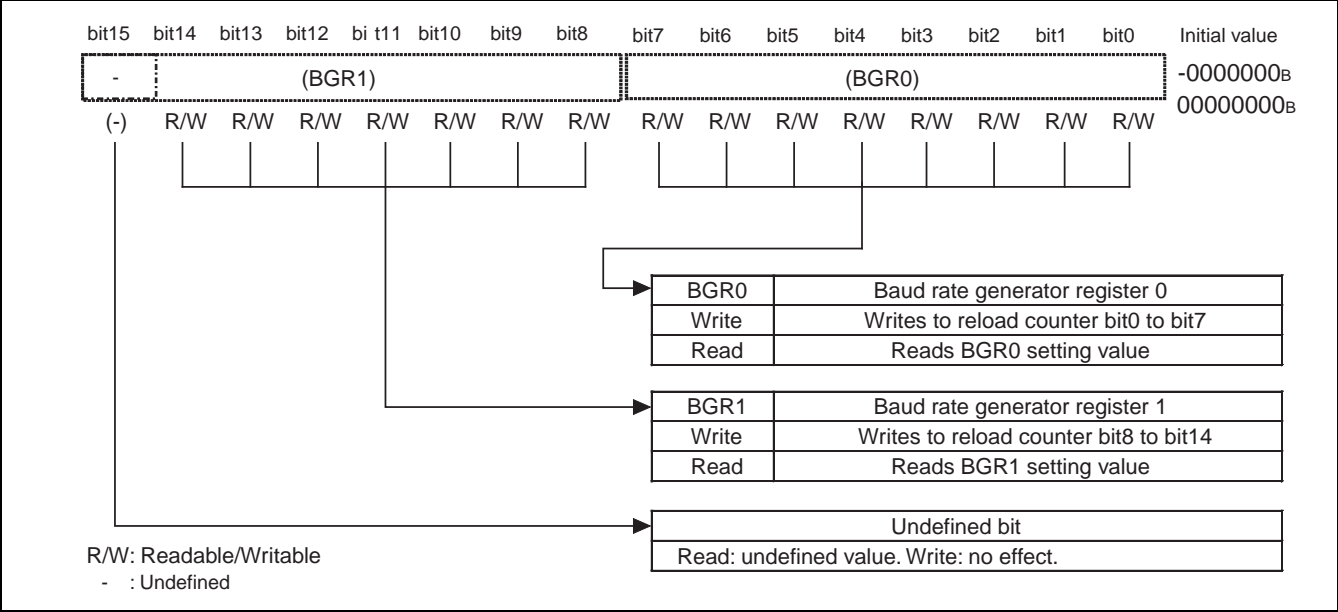 bit15 bit14 bit13 bit12 bi t11 bit10 bit9 bit8 bit7 bit6 bit5 bit4 bit3 bit2 bit1 bit0 Initial value
- (BGR1) (BGR0) -0000000B
00000000B
(-) R/W R/W R/W R/W R/W R/W R/W R/W R/W R/W R/W R/W R/W R/W R/W
BGR0 Baud rate generator register 0
Write Writes to reload counter bit0 to bit7
Read Reads BGR0 setting value
BGR1 Baud rate generator register 1
Write Writes to reload counter bit8 to bit14
Read Reads BGR1 setting value
Undefined bit
Read: undefined value. Write: no effect.
R/W: Readable/Writable
- : Undefined